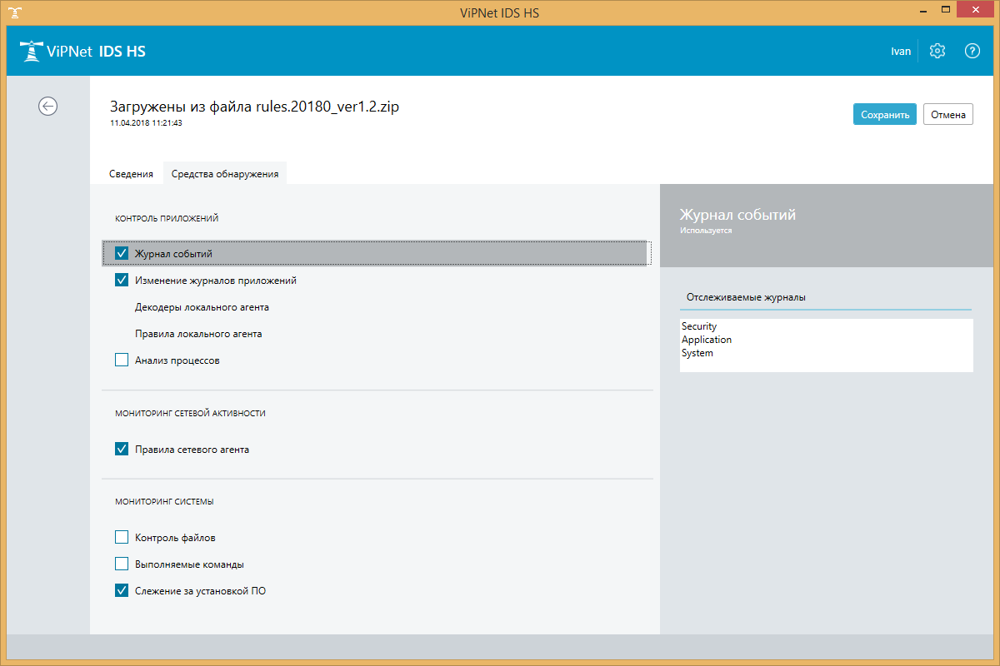 ViPNet IDS HS
ViPNet IDS HS
Ivan
?
Загружены из файла rules.20180_ver1.2.zip
11.04.2018 11:21:43
Сохранить
Отмена
Сведения
Средства обнаружения
КОНТРОЛЬ ПРИЛОЖЕНИЙ
Журнал событий
Изменение журналов приложений
Декодеры локального агента
Правила локального агента
Анализ процессов
МОНИТОРИНГ СЕТЕВОЙ АКТИВНОСТИ
Правила сетевого агента
МОНИТОРИНГ СИСТЕМЫ
Контроль файлов
Выполняемые команды
Слежение за установкой ПО
Журнал событий
Используется
Отслеживаемые журналы
Security
Application
System